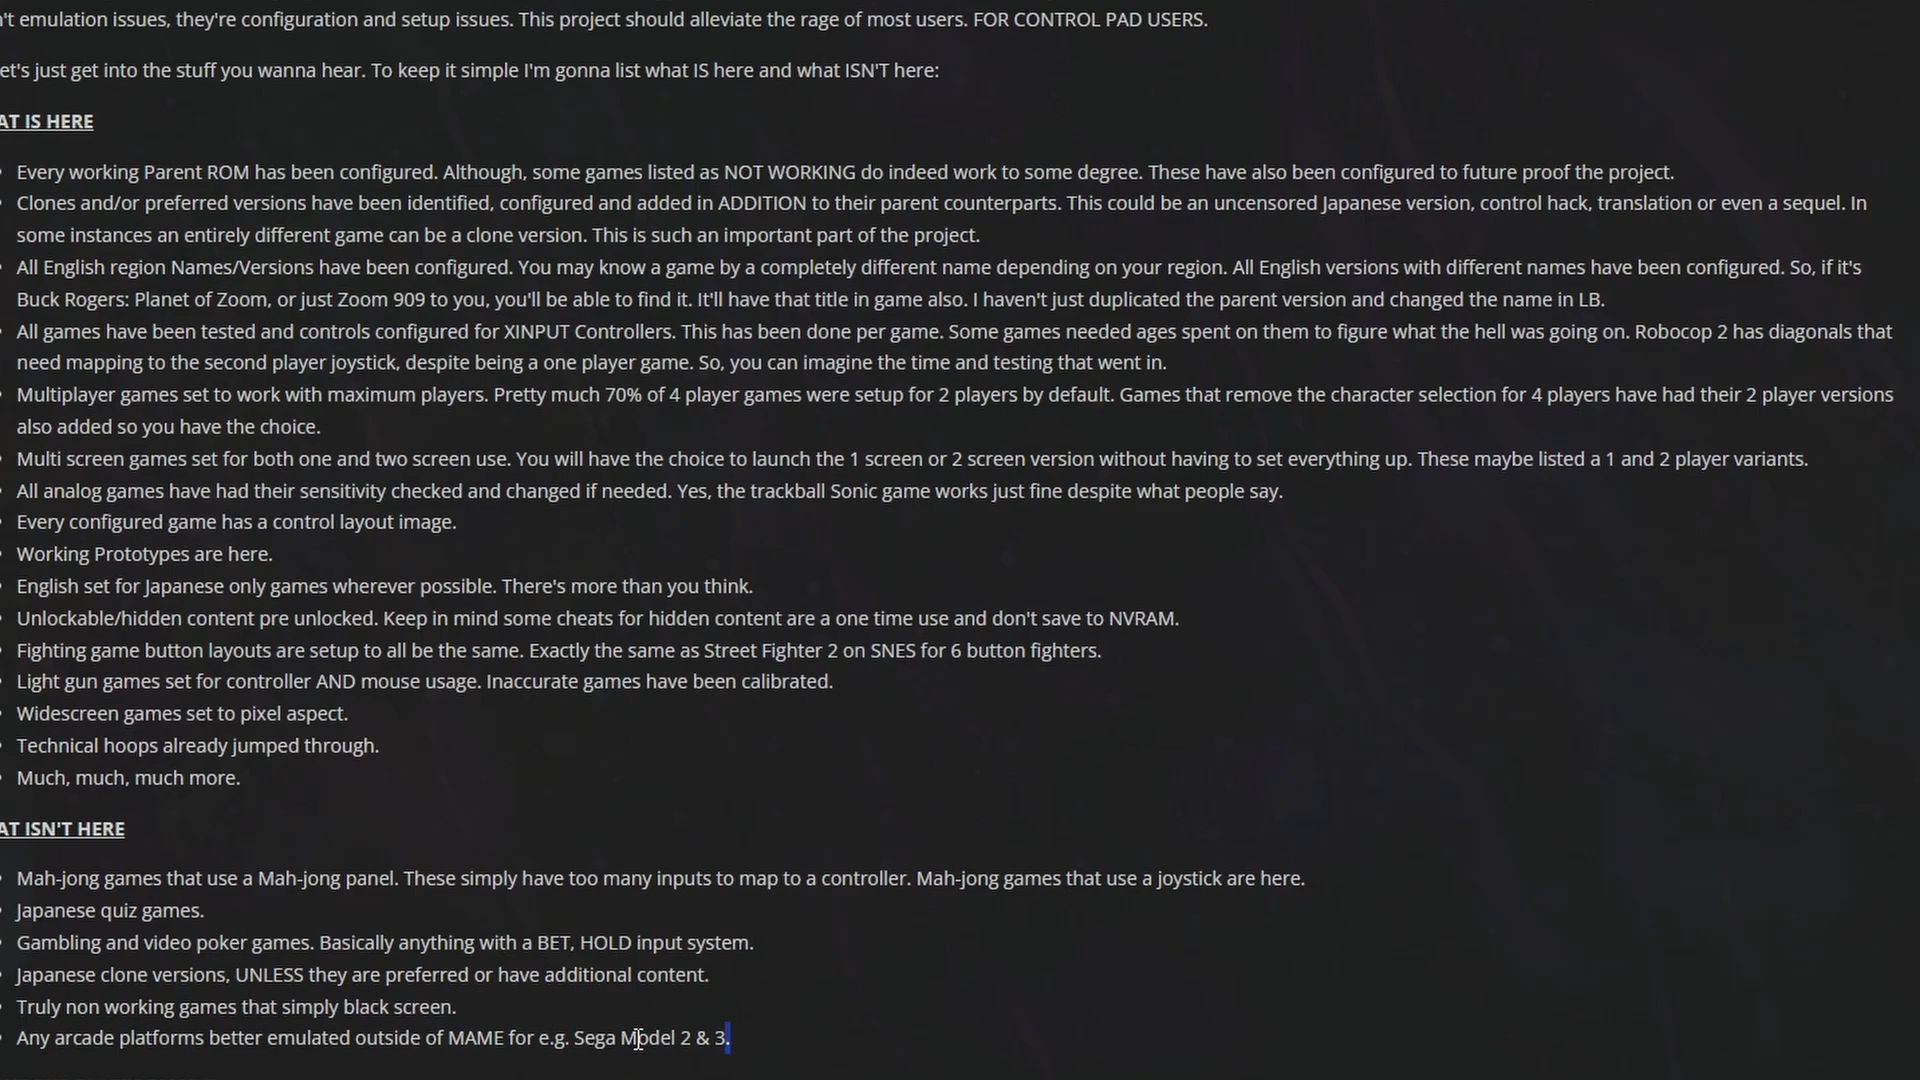 n't emulation issues, they're configuration and setup issues. This project should alleviate the rage of most users. FOR CONTROL PAD USERS.
et's just get into the stuff you wanna hear. To keep it simple I'm gonna list what IS here and what ISN'T here:
AT IS HERE
Every working Parent ROM has been configured. Although, some games listed as NOT WORKING do indeed work to some degree. These have also been configured to future proof the project.
Clones and/or preferred versions have been identified, configured and added in ADDITION to their parent counterparts. This could be an uncensored Japanese version, control hack, translation or even a sequel. In
some instances an entirely different game can be a clone version. This is such an important part of the project.
All English region Names/Versions have been configured. You may know a game by a completely different name depending on your region. All English versions with different names have been configured. So, if it's
Buck Rogers: Planet of Zoom, or just Zoom 909 to you, you'll be able to find it. It'll have that title in game also. I haven't just duplicated the parent version and changed the name in LB.
All games have been tested and controls configured for XINPUT Controllers. This has been done per game. Some games needed ages spent on them to figure what the hell was going on. Robocop 2 has diagonals that
need mapping to the second player joystick, despite being a one player game. So, you can imagine the time and testing that went in.
Multiplayer games set to work with maximum players. Pretty much 70% of 4 player games were setup for 2 players by default. Games that remove the character selection for 4 players have had their 2 player versions
also added so you have the choice.
Multi screen games set for both one and two screen use. You will have the choice to launch the 1 screen or 2 screen version without having to set everything up. These maybe listed a 1 and 2 player variants.
All analog games have had their sensitivity checked and changed if needed. Yes, the trackball Sonic game works just fine despite what people say.
Every configured game has a control layout image.
Working Prototypes are here.
English set for Japanese only games wherever possible. There's more than you think.
Unlockable/hidden content pre unlocked. Keep in mind some cheats for hidden content are a one time use and don't save to NVRAM.
Fighting game button layouts are setup to all be the same. Exactly the same as Street Fighter 2 on SNES for 6 button fighters.
Light gun games set for controller AND mouse usage. Inaccurate games have been calibrated.
Widescreen games set to pixel aspect.
Technical hoops already jumped through.
Much, much, much more.
AT ISN'T HERE
Mah-jong games that use a Mah-jong panel. These simply have too many inputs to map to a controller. Mah-jong games that use a joystick are here.
Japanese quiz games.
Gambling and video poker games. Basically anything with a BET, HOLD input system.
Japanese clone versions, UNLESS they are preferred or have additional content.
Truly non working games that simply black screen.
Any arcade platforms better emulated outside of MAME for e.g. Sega Model 2 & 3.